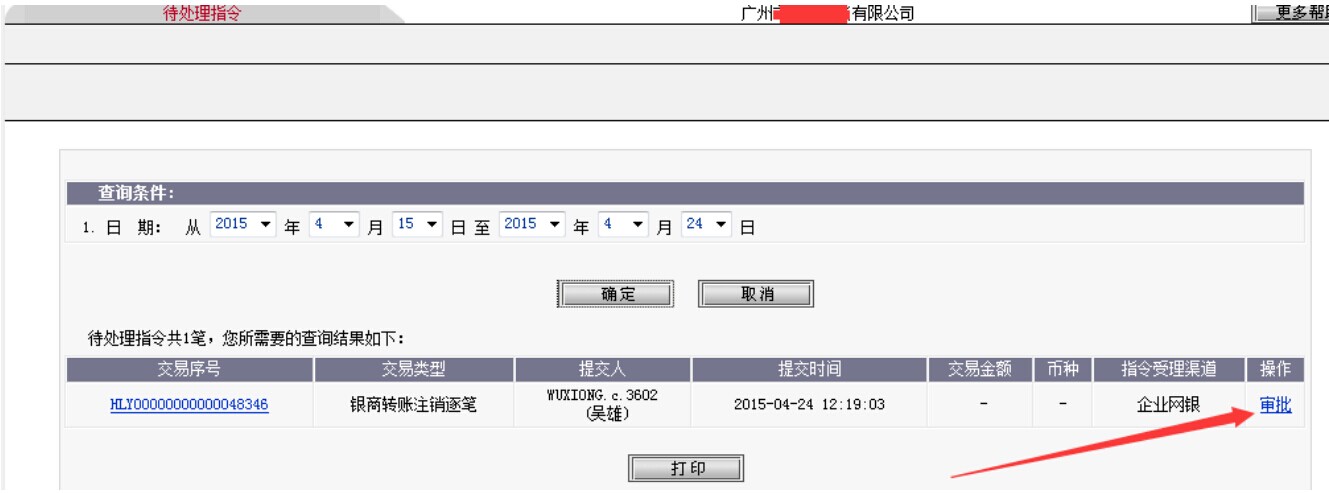 待处理指令 广州 有限公司 更多帮
查询条件:
1. 日 期: 从 2015 年 4 月 15 日 至 2015 年 4 月 24 日
确定 取消
待处理指令共1笔，您所需要的查询结果如下:
交易序号 交易类型 提交人 提交时间 交易金额 币种 指令受理渠道 操作
HLY00000000000048346 银商转账注销逐笔 WUXIONG.c.3602 2015-04-24 12:19:03 - - 企业网银 审批
(吴雄)
打印